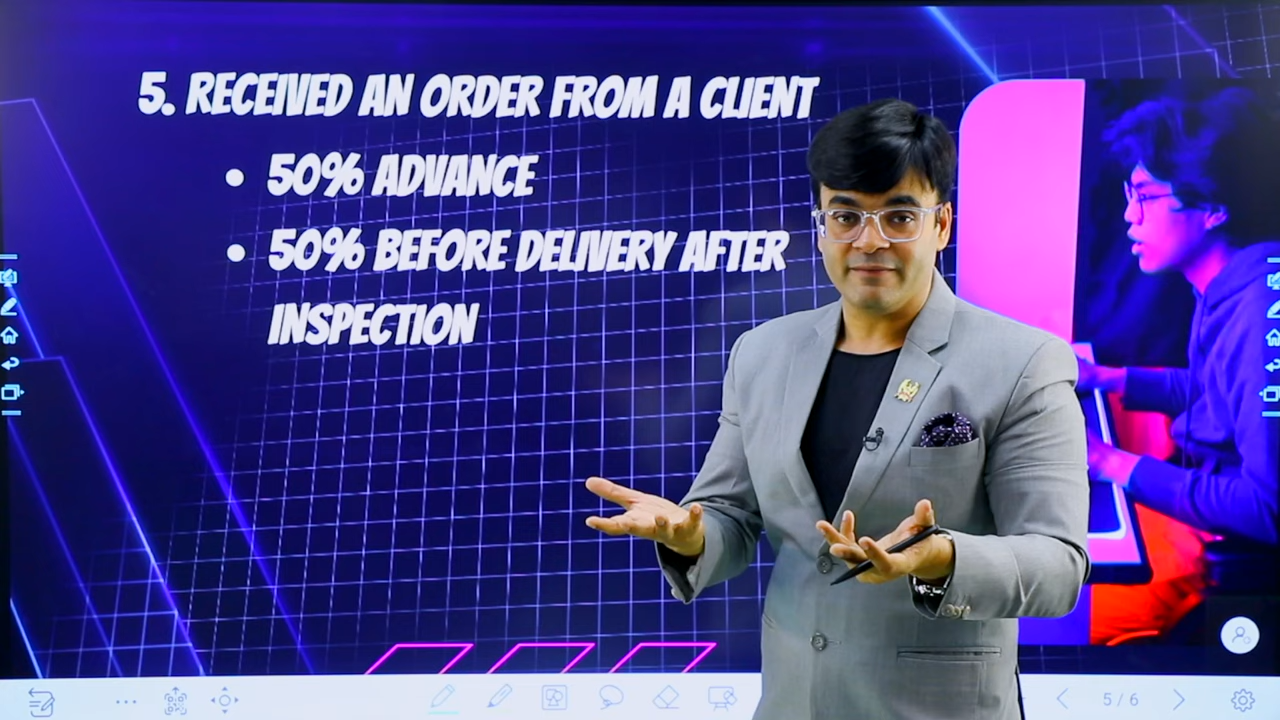 5. RECEIVED AN ORDER FROM A CLIENT
• 50% ADVANCE
• 50% BEFORE DELIVERY AFTER
INSPECTION
5 / 6